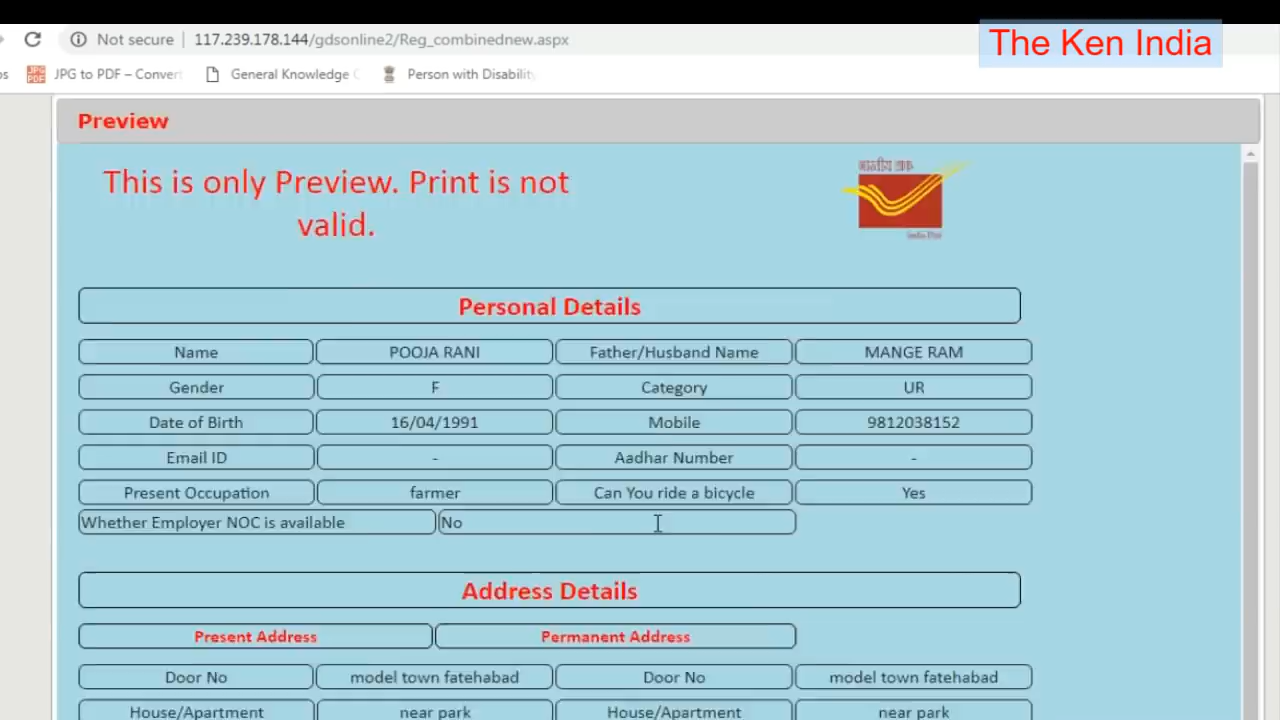 Not secure | 117.239.178.144/gdsonline2/Reg_combinednew.aspx
The Ken India
JPG to PDF – Convert General Knowledge Person with Disability
Preview
This is only Preview. Print is not
valid.
भारतीय डाक
India Post
Personal Details
Name POOJA RANI Father/Husband Name MANGE RAM
Gender F Category UR
Date of Birth 16/04/1991 Mobile 9812038152
Email ID - Aadhar Number -
Present Occupation farmer Can You ride a bicycle Yes
Whether Employer NOC is available No
Address Details
Present Address Permanent Address
Door No model town fatehabad Door No model town fatehabad
House/Apartment near park House/Apartment near park